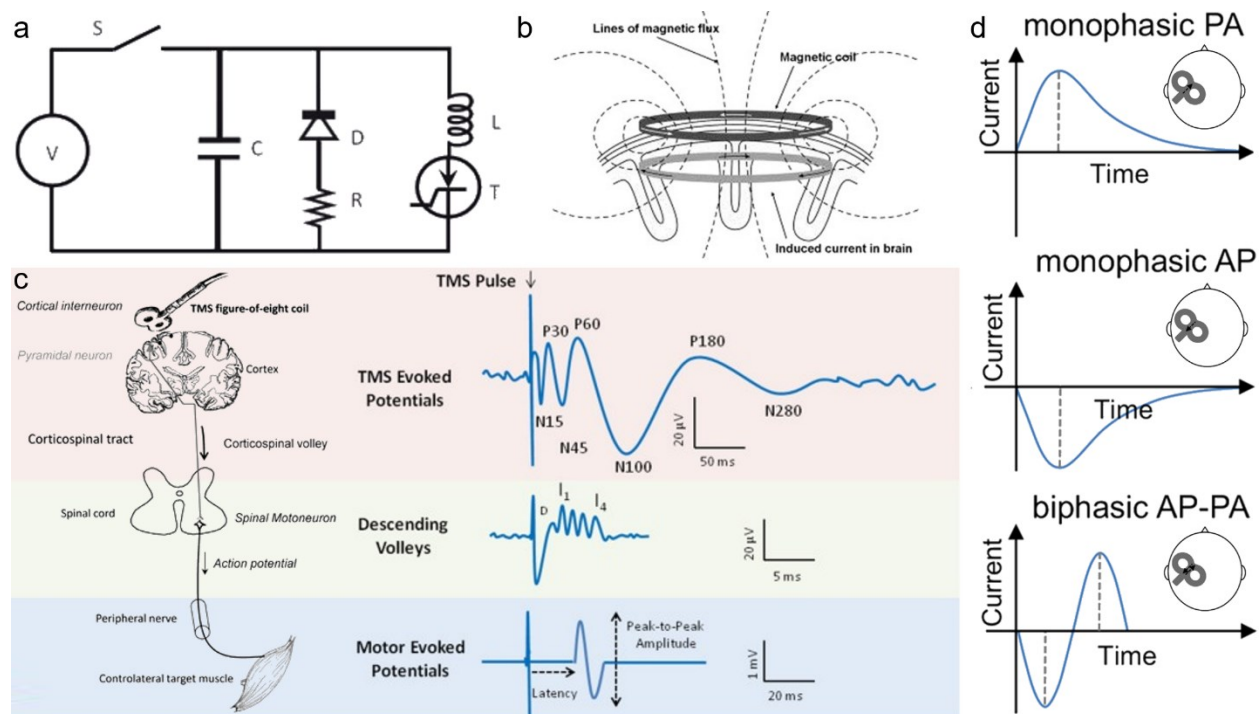 a
S
V
C
D
R
L
T
b
Lines of magnetic flux
Magnetic coil
Induced current in brain
c
Cortical interneuron
TMS figure-of-eight coil
Pyramidal neuron
Cortex
Corticospinal tract
Corticospinal volley
Spinal cord
Spinal Motoneuron
Action potential
Peripheral nerve
Controlateral target muscle
TMS Pulse
TMS Evoked
Potentials
P30
P60
P180
N15
N45
N100
N280
20 µV
50 ms
Descending
Volleys
D
I1
I4
20 µV
5 ms
Motor Evoked
Potentials
Latency
Peak-to-Peak
Amplitude
1 mV
20 ms
d
monophasic PA
Current
Time
monophasic AP
Current
Time
biphasic AP-PA
Current
Time